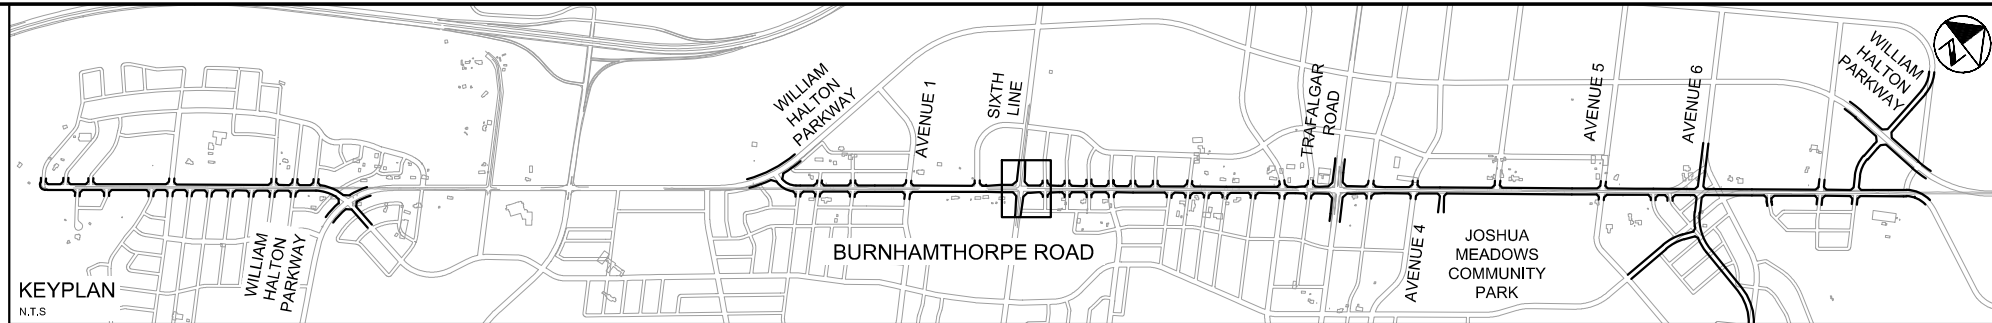 WILLIAM
HALTON
PARKWAY
AVENUE 1
SIXTH
LINE
TRAFALGAR
ROAD
AVENUE 5
AVENUE 6
WILLIAM
HALTON
PARKWAY
N
WILLIAM
HALTON
PARKWAY
BURNHAMTHORPE ROAD
AVENUE 4
JOSHUA
MEADOWS
COMMUNITY
PARK
KEYPLAN
N.T.S